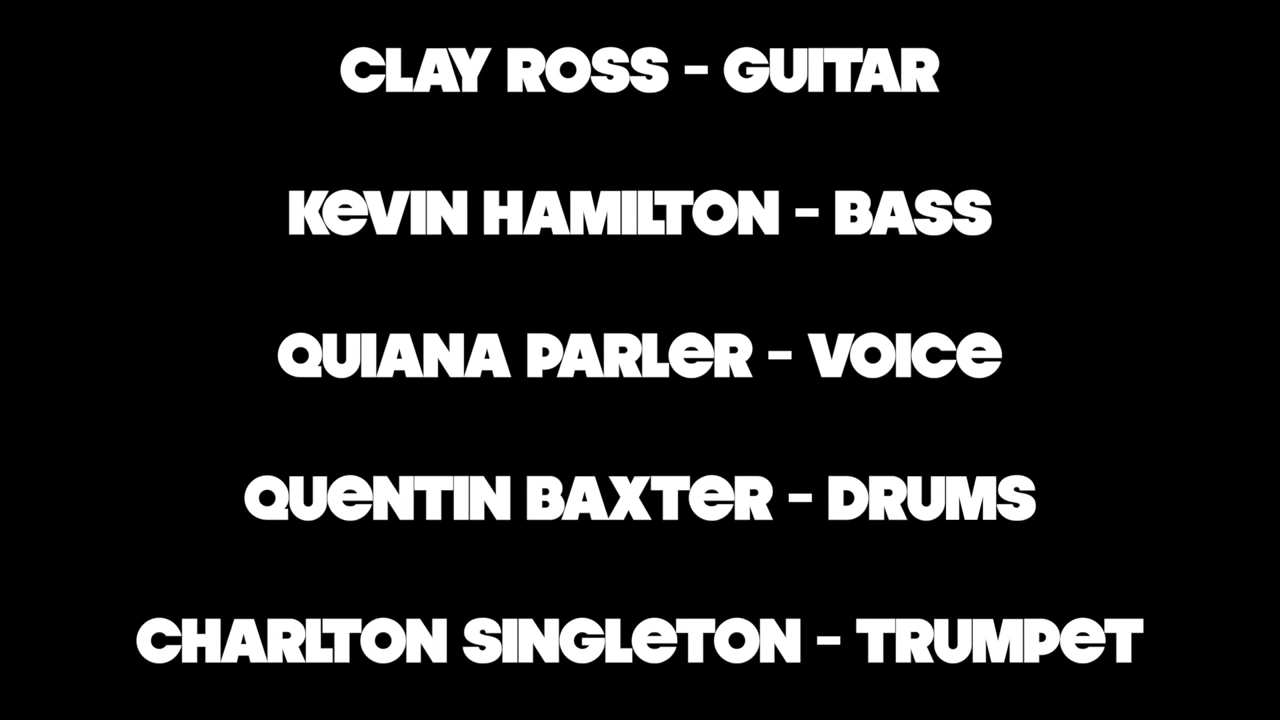 CLAY ROSS - GUITAR
KeVIN HAMILTON - BASS
QUIANA PARLeR - VOICe
QUeNTIN BAXTeR - DRUMS
CHARLTON SINGLeTON - TRUMPeT